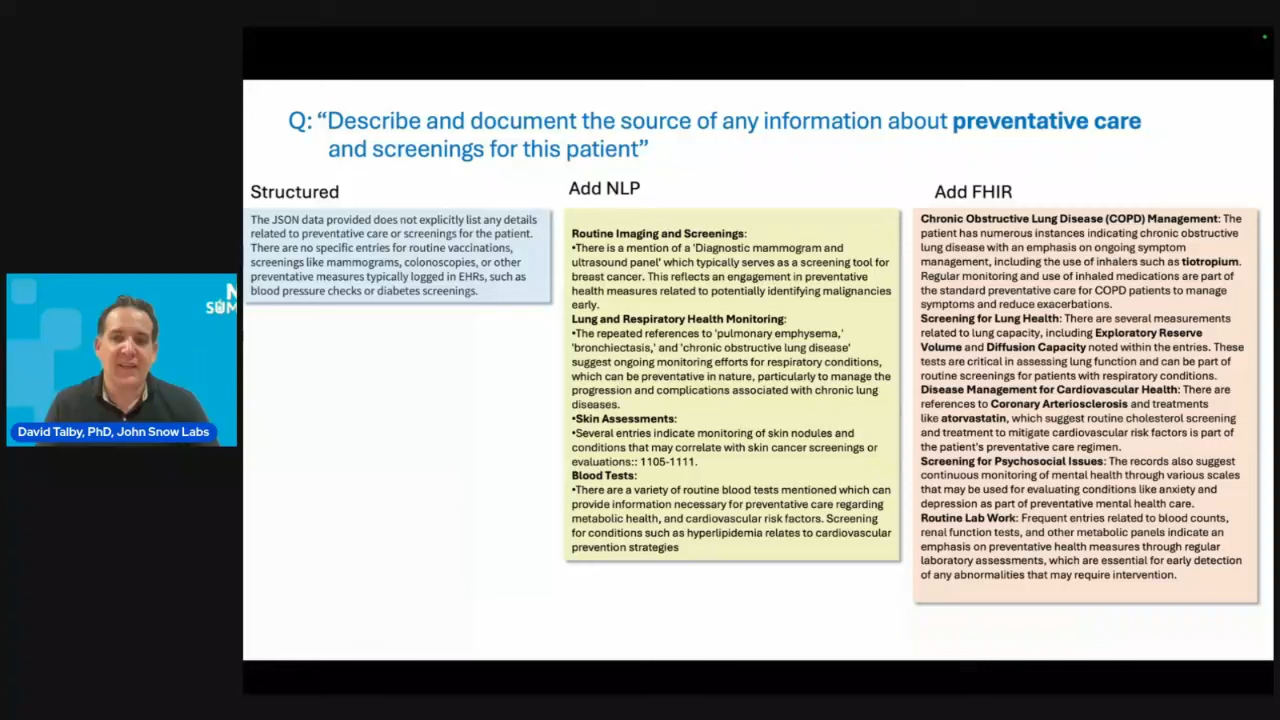 Q: “Describe and document the source of any information about preventative care
and screenings for this patient”
Structured
The JSON data provided does not explicitly list any details
related to preventative care or screenings for the patient.
There are no specific entries for routine vaccinations,
screenings like mammograms, colonoscopies, or other
preventative measures typically logged in EHRs, such as
blood pressure checks or diabetes screenings.
Add NLP
Routine Imaging and Screenings:
•There is a mention of a 'Diagnostic mammogram and
ultrasound panel' which typically serves as a screening tool for
breast cancer. This reflects an engagement in preventative
health measures related to potentially identifying malignancies
early.
Lung and Respiratory Health Monitoring:
•The repeated references to 'pulmonary emphysema,'
'bronchiectasis,' and 'chronic obstructive lung disease'
suggest ongoing monitoring efforts for respiratory conditions,
which can be preventative in nature, particularly to manage the
progression and complications associated with chronic lung
diseases.
•Skin Assessments:
•Several entries indicate monitoring of skin nodules and
conditions that may correlate with skin cancer screenings or
evaluations:: 1105-1111.
Blood Tests:
•There are a variety of routine blood tests mentioned which can
provide information necessary for preventative care regarding
metabolic health, and cardiovascular risk factors. Screening
for conditions such as hyperlipidemia relates to cardiovascular
prevention strategies
Add FHIR
Chronic Obstructive Lung Disease (COPD) Management: The
patient has numerous instances indicating chronic obstructive
lung disease with an emphasis on ongoing symptom
management, including the use of inhalers such as tiotropium.
Regular monitoring and use of inhaled medications are part of
the standard preventative care for COPD patients to manage
symptoms and reduce exacerbations.
Screening for Lung Health: There are several measurements
related to lung capacity, including Exploratory Reserve
Volume and Diffusion Capacity noted within the entries. These
tests are critical in assessing lung function and can be part of
routine screenings for patients with respiratory conditions.
Disease Management for Cardiovascular Health: There are
references to Coronary Arteriosclerosis and treatments
like atorvastatin, which suggest routine cholesterol screening
and treatment to mitigate cardiovascular risk factors is part of
the patient's preventative care regimen.
Screening for Psychosocial Issues: The records also suggest
continuous monitoring of mental health through various scales
that may be used for evaluating conditions like anxiety and
depression as part of preventative mental health care.
Routine Lab Work: Frequent entries related to blood counts,
renal function tests, and other metabolic panels indicate an
emphasis on preventative health measures through regular
laboratory assessments, which are essential for early detection
of any abnormalities that may require intervention.
N
SUM
David Talby, PhD, John Snow Labs